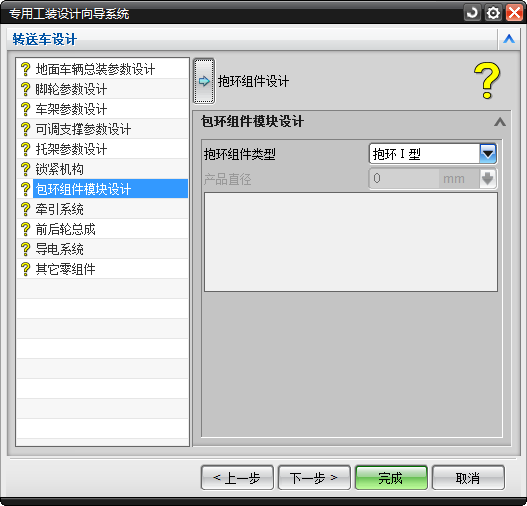 专用工装设计向导系统
转送车设计
地面车辆总装参数设计
脚轮参数设计
车架参数设计
可调支撑参数设计
托架参数设计
锁紧机构
包环组件模块设计
牵引系统
前后轮总成
导电系统
其它零组件
抱环组件设计
包环组件模块设计
抱环组件类型
抱环 I 型
产品直径
0 mm
< 上一步
下一步 >
完成
取消